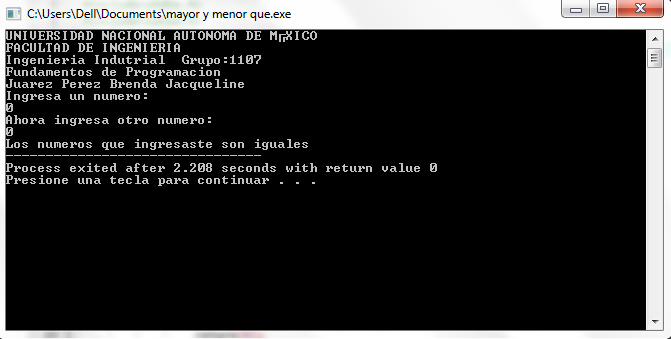 C:\Users\Dell\Documents\mayor y menor que.exe
UNIVERSIDAD NACIONAL AUTONOMA DE M┌XICO
FACULTAD DE INGENIERIA
Ingenieria Indutrial  Grupo:1107
Fundamentos de Programacion
Juarez Perez Brenda Jacqueline
Ingresa un numero:
0
Ahora ingresa otro numero:
0
Los numeros que ingresaste son iguales
--------------------------------
Process exited after 2.208 seconds with return value 0
Presione una tecla para continuar . . .